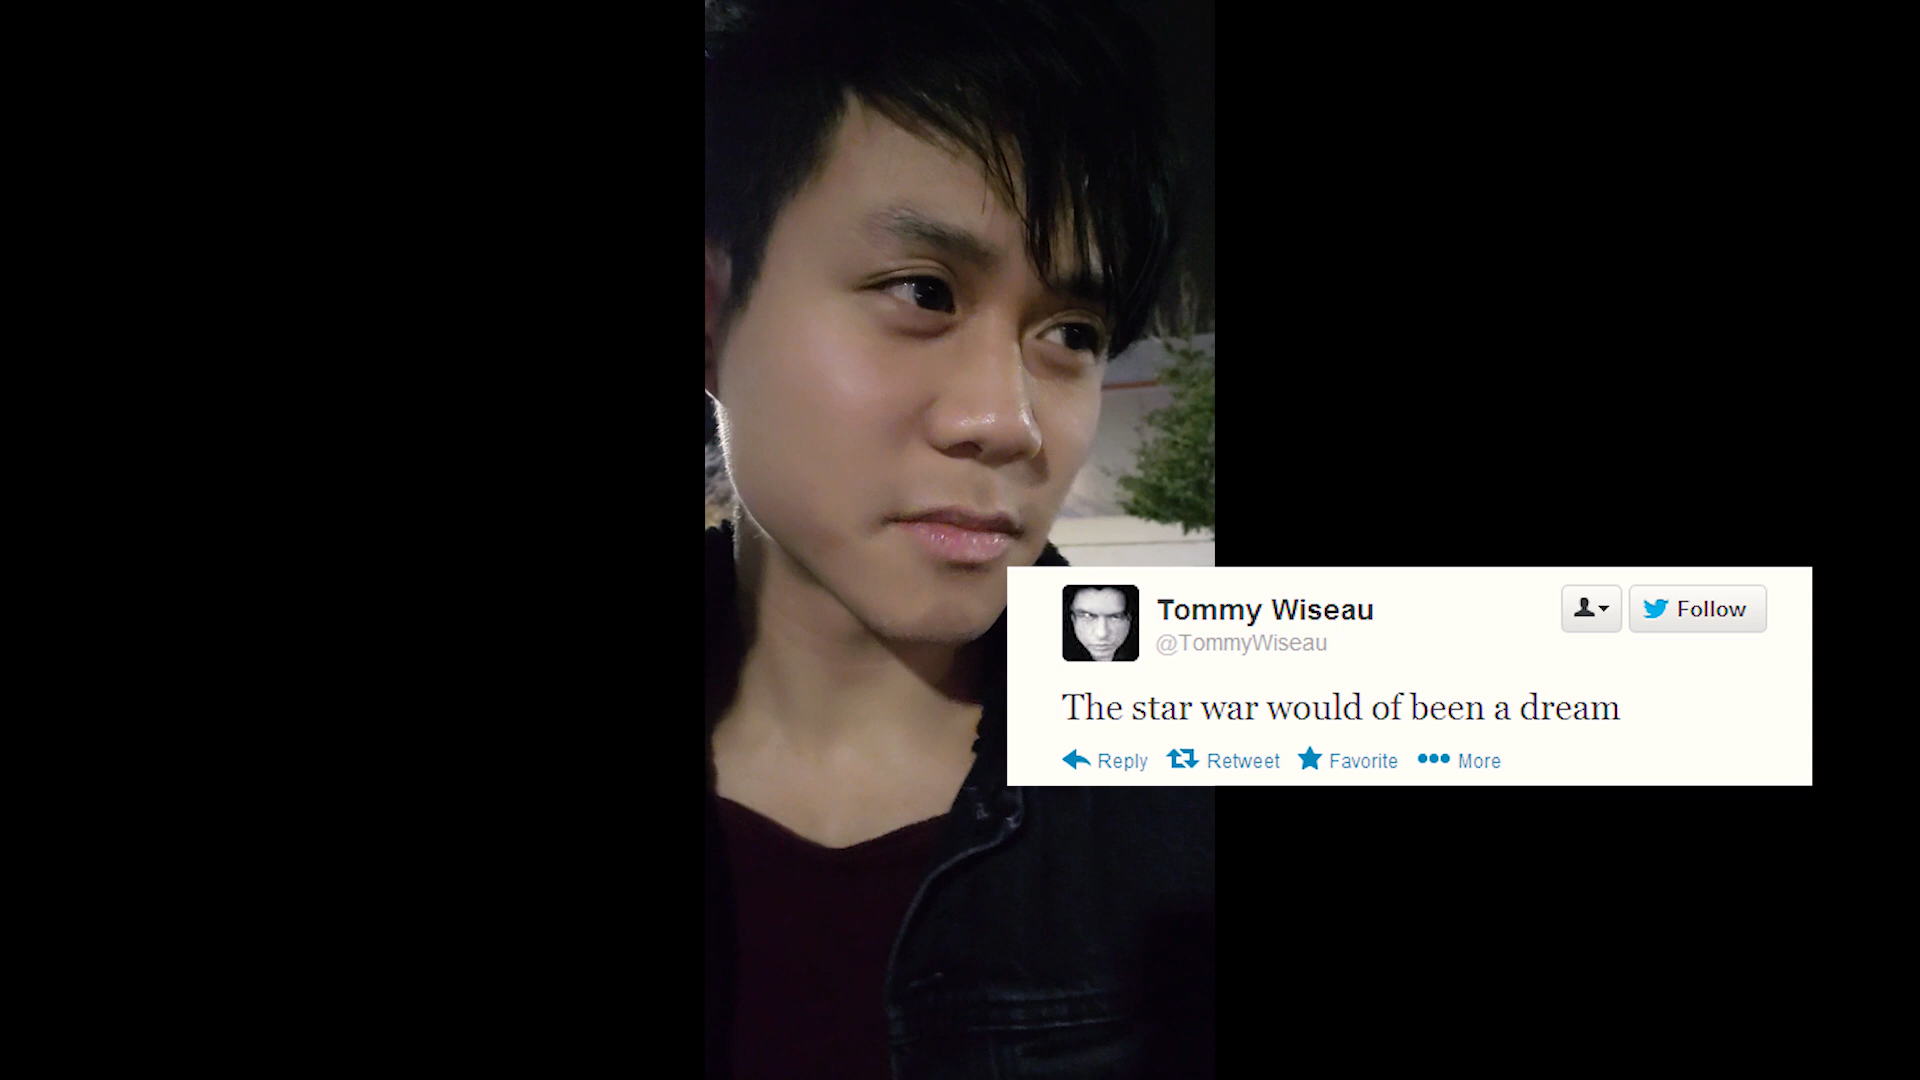 Tommy Wiseau
Follow
@TommyWiseau
The star war would of been a dream
Reply Retweet Favorite More